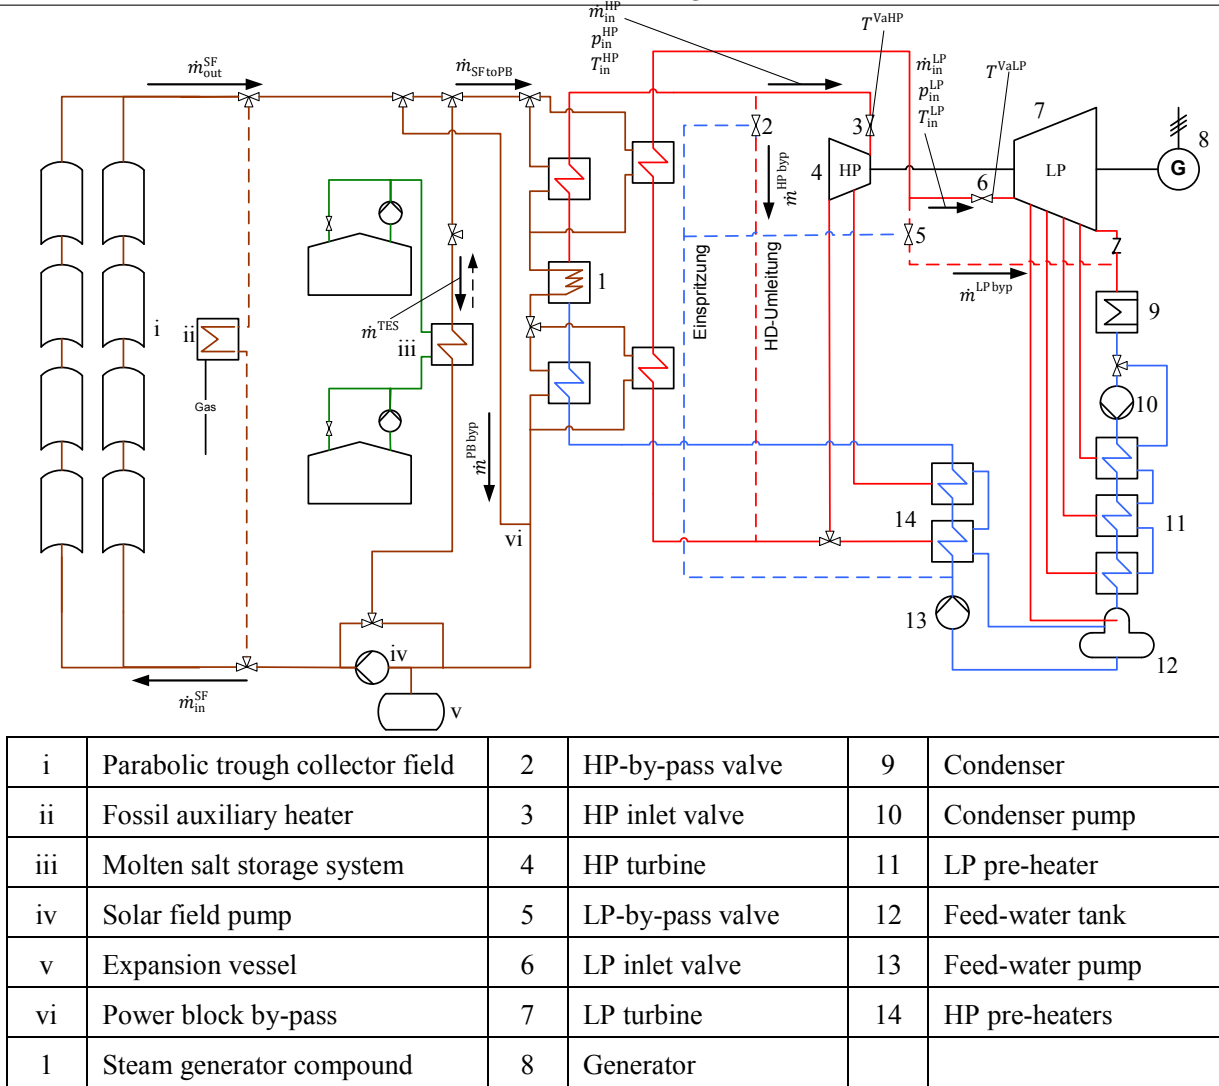 ṁ_in^HP
p_in^HP
T_in^HP
T^VaHP
ṁ_out^SF
ṁ_SFtoPB
ṁ_in^LP
p_in^LP
T_in^LP
T^VaLP
7
8
2
3
4
HP
LP
G
ṁ^HP byp
6
5
Einspritzung
HD-Umleitung
1
ṁ^LP byp
i
ii
ṁ^TES
iii
9
Gas
10
ṁ^PB byp
14
11
vi
13
iv
12
ṁ_in^SF
v
i Parabolic trough collector field 2 HP-by-pass valve 9 Condenser
ii Fossil auxiliary heater 3 HP inlet valve 10 Condenser pump
iii Molten salt storage system 4 HP turbine 11 LP pre-heater
iv Solar field pump 5 LP-by-pass valve 12 Feed-water tank
v Expansion vessel 6 LP inlet valve 13 Feed-water pump
vi Power block by-pass 7 LP turbine 14 HP pre-heaters
1 Steam generator compound 8 Generator